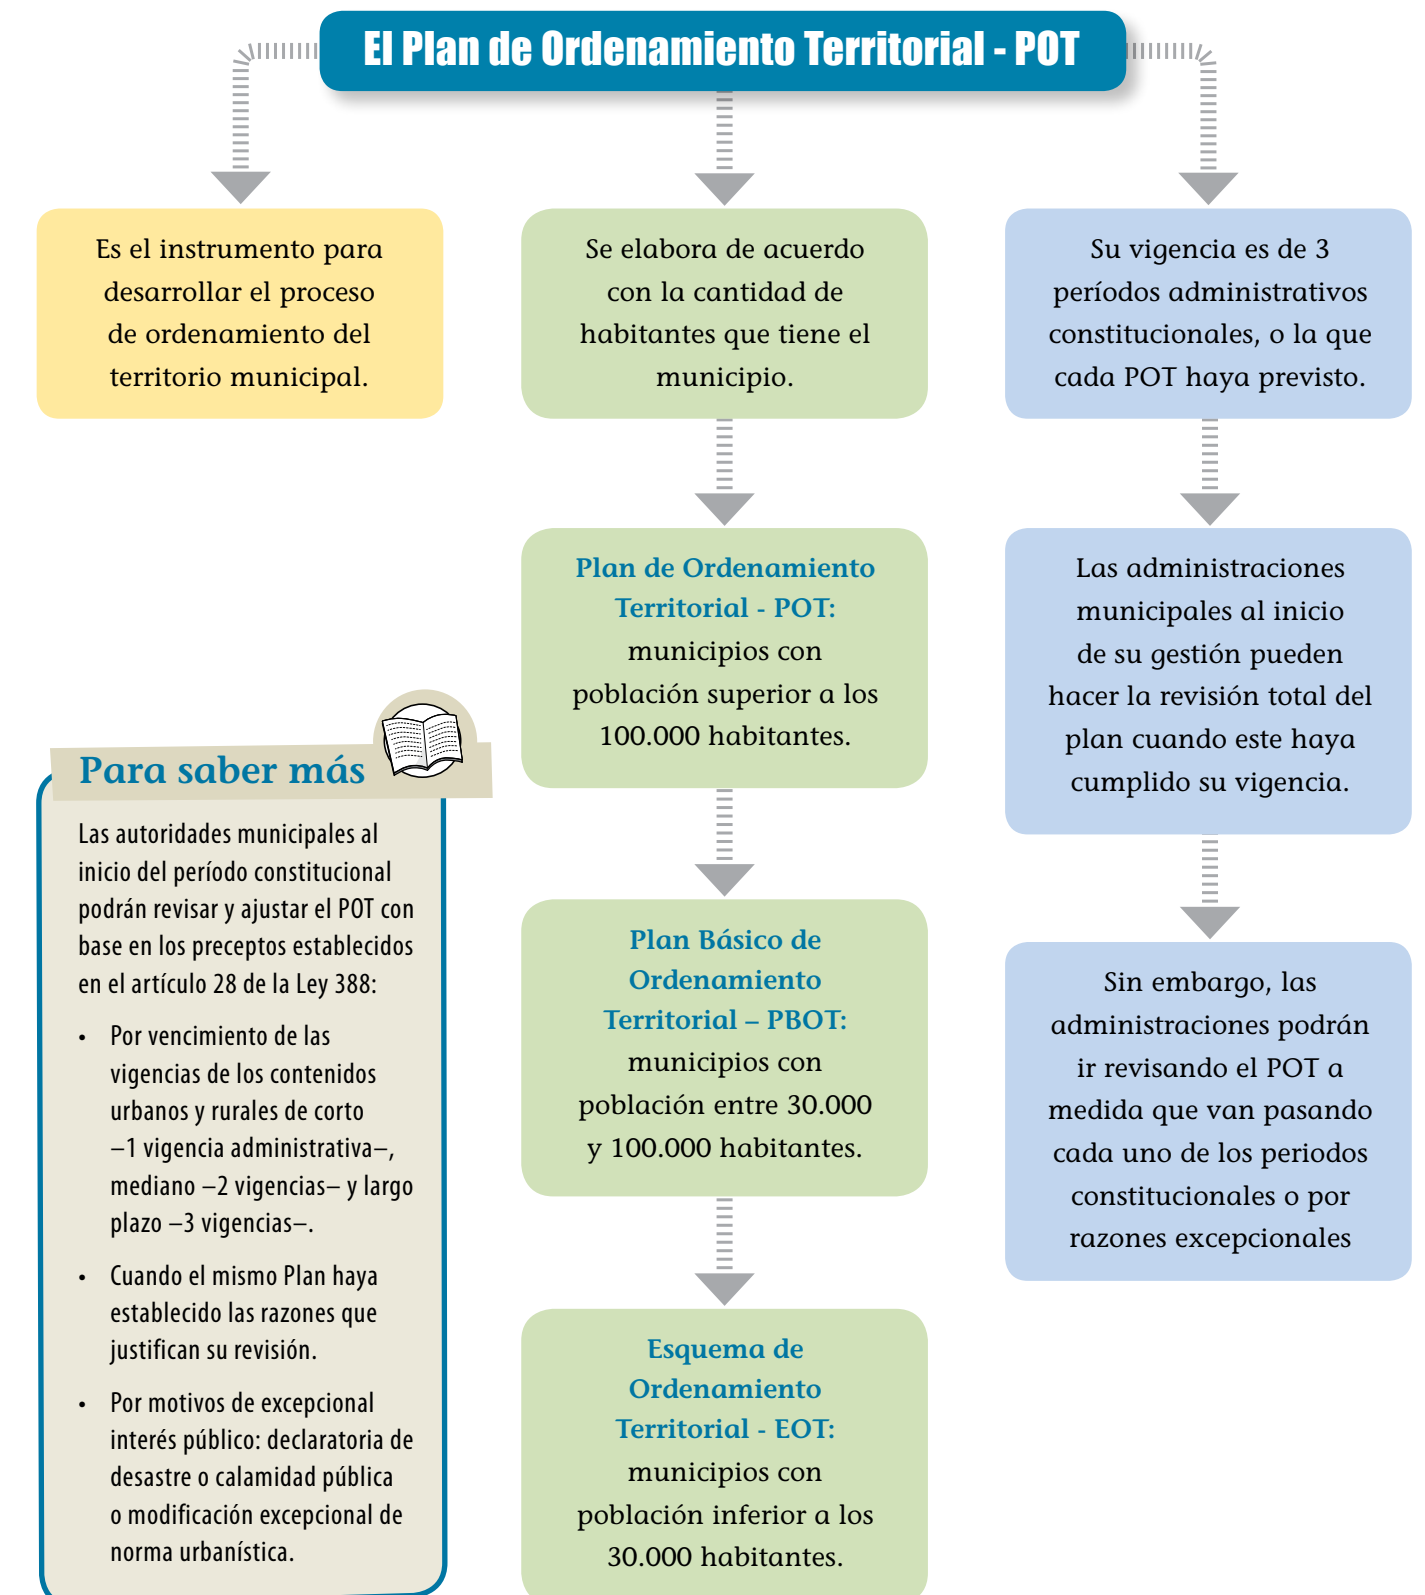 El Plan de Ordenamiento Territorial - POT
Es el instrumento para
desarrollar el proceso
de ordenamiento del
territorio municipal.
Se elabora de acuerdo
con la cantidad de
habitantes que tiene el
municipio.
Plan de Ordenamiento
Territorial - POT:
municipios con
población superior a los
100.000 habitantes.
Plan Básico de
Ordenamiento
Territorial – PBOT:
municipios con
población entre 30.000
y 100.000 habitantes.
Esquema de
Ordenamiento
Territorial - EOT:
municipios con
población inferior a los
30.000 habitantes.
Su vigencia es de 3
períodos administrativos
constitucionales, o la que
cada POT haya previsto.
Las administraciones
municipales al inicio
de su gestión pueden
hacer la revisión total del
plan cuando este haya
cumplido su vigencia.
Sin embargo, las
administraciones podrán
ir revisando el POT a
medida que van pasando
cada uno de los periodos
constitucionales o por
razones excepcionales
Para saber más
Las autoridades municipales al
inicio del período constitucional
podrán revisar y ajustar el POT con
base en los preceptos establecidos
en el artículo 28 de la Ley 388:
• Por vencimiento de las
vigencias de los contenidos
urbanos y rurales de corto
–1 vigencia administrativa–,
mediano –2 vigencias– y largo
plazo –3 vigencias–.
• Cuando el mismo Plan haya
establecido las razones que
justifican su revisión.
• Por motivos de excepcional
interés público: declaratoria de
desastre o calamidad pública
o modificación excepcional de
norma urbanística.